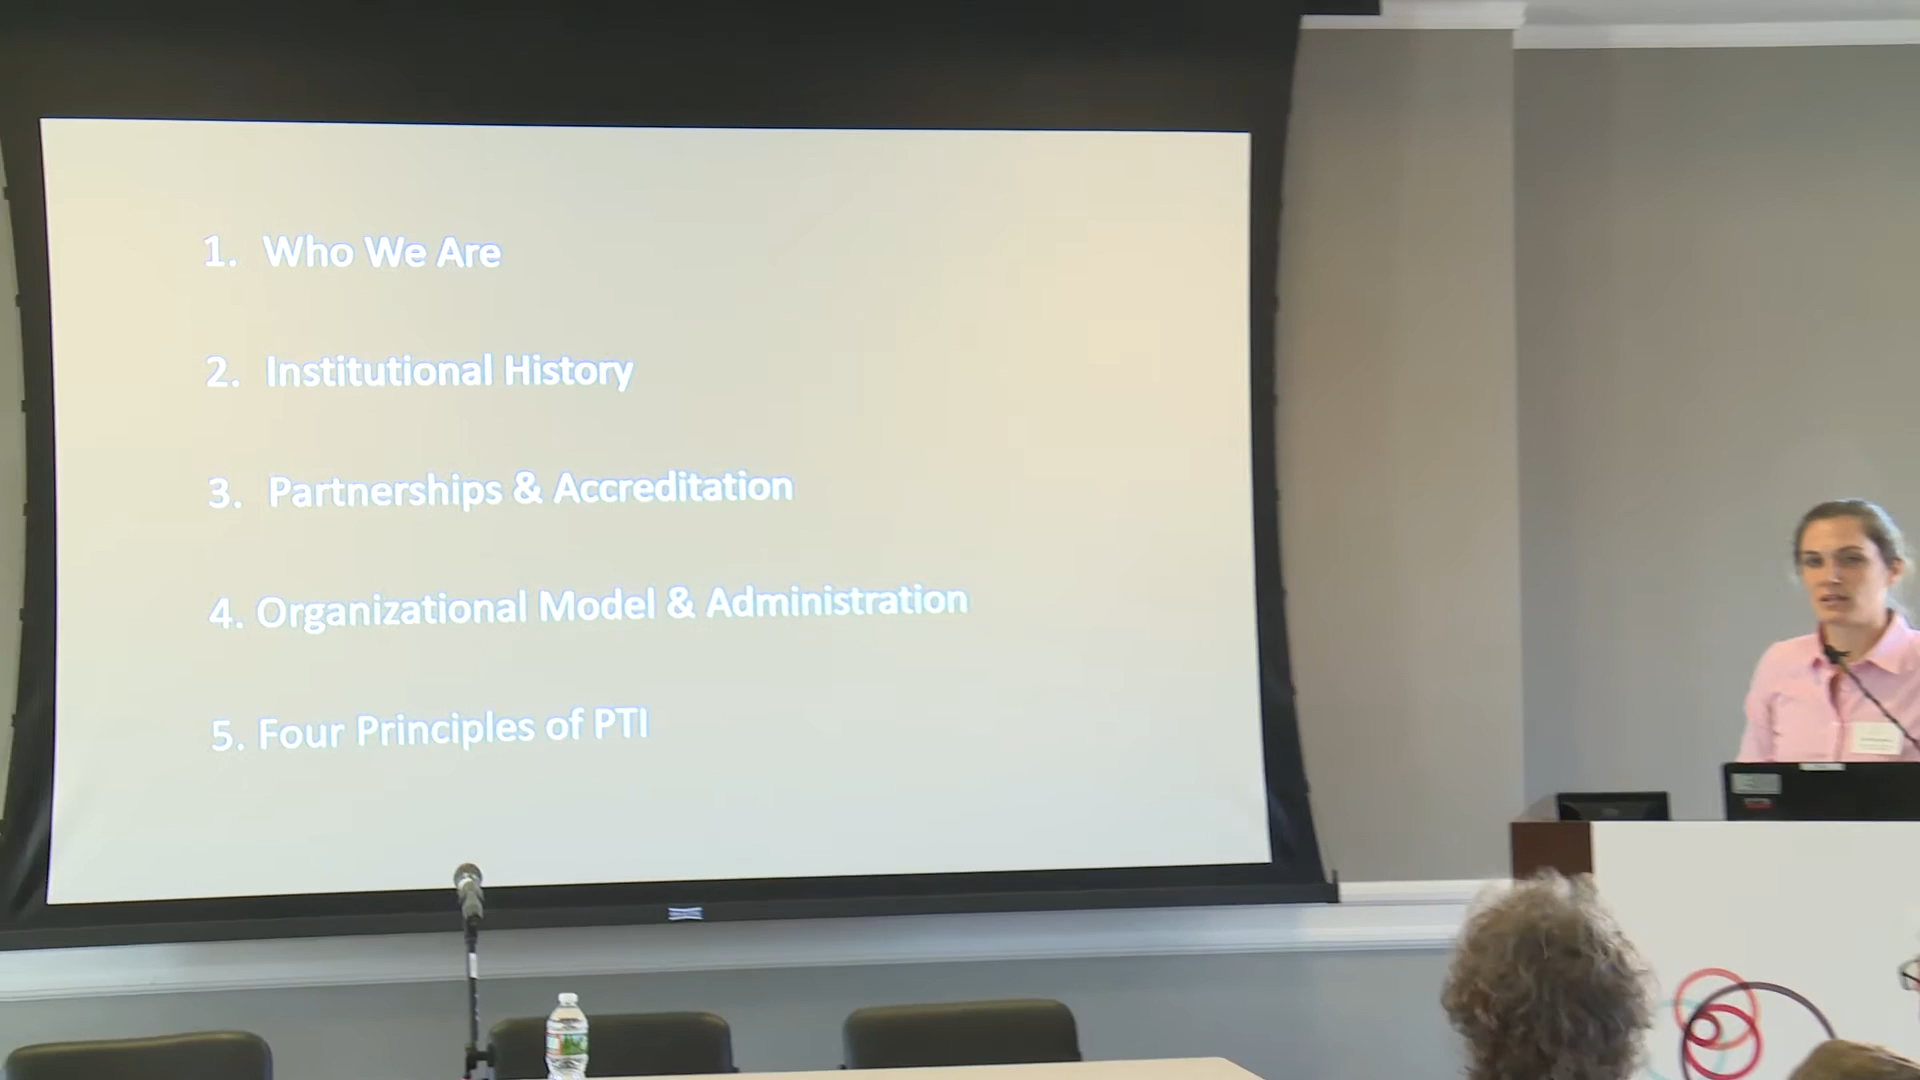 1. Who We Are
2. Institutional History
3. Partnerships & Accreditation
4. Organizational Model & Administration
5. Four Principles of PTI